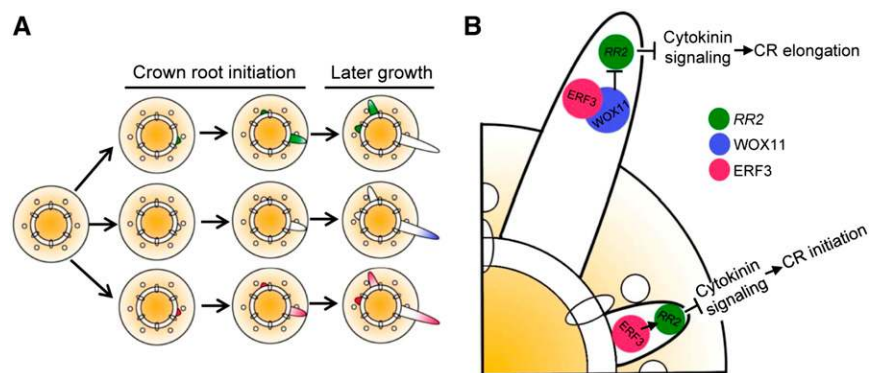 A
Crown root initiation
Later growth
B
RR2
Cytokinin
signaling
CR elongation
ERF3
WOX11
RR2
WOX11
ERF3
Cytokinin
signaling
CR initiation
ERF3
RR2